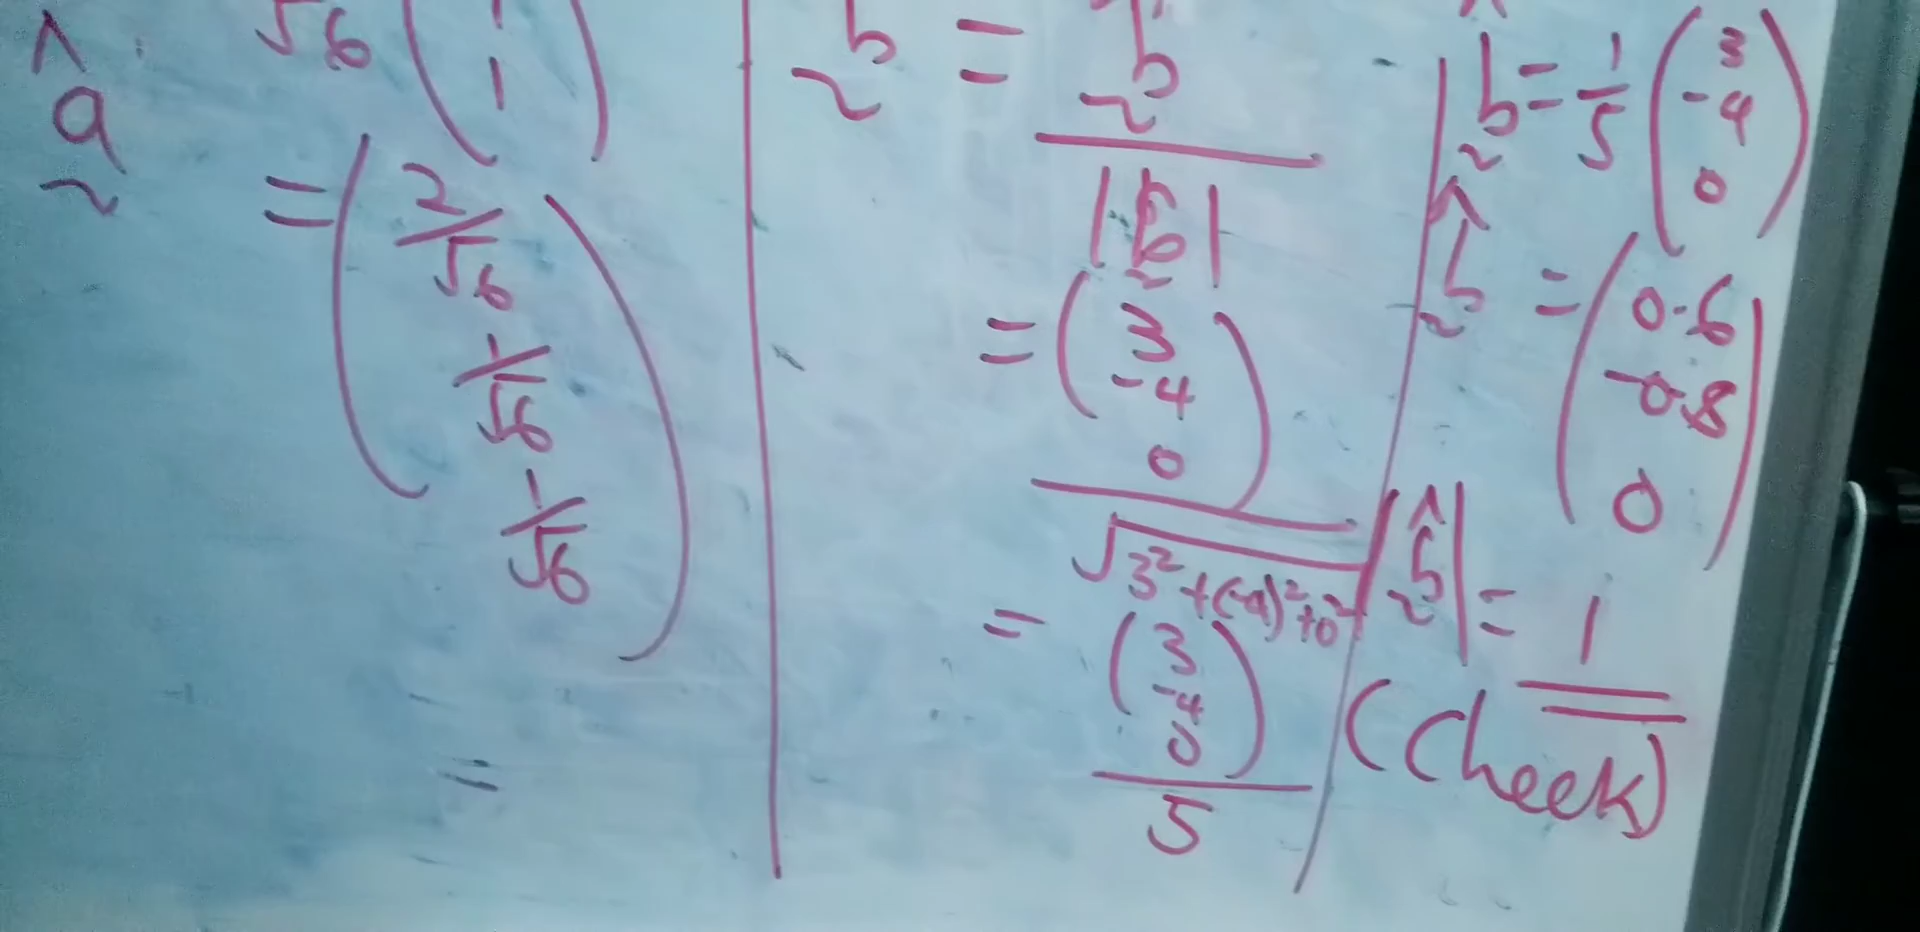 √6 ( 1
1 )
â
~
= ( 2/√6
1/√6
1/√6 )
=
b = b
~ ~
|b|
~
= ( 3
-4
0 )
√3²+(-4)²+0²
= ( 3
-4
0 )
5
b = 1/5 ( 3
~ -4
0 )
b̂ = ( 0.6
~ -0.8
0 )
|b̂| = 1
~
(Check)